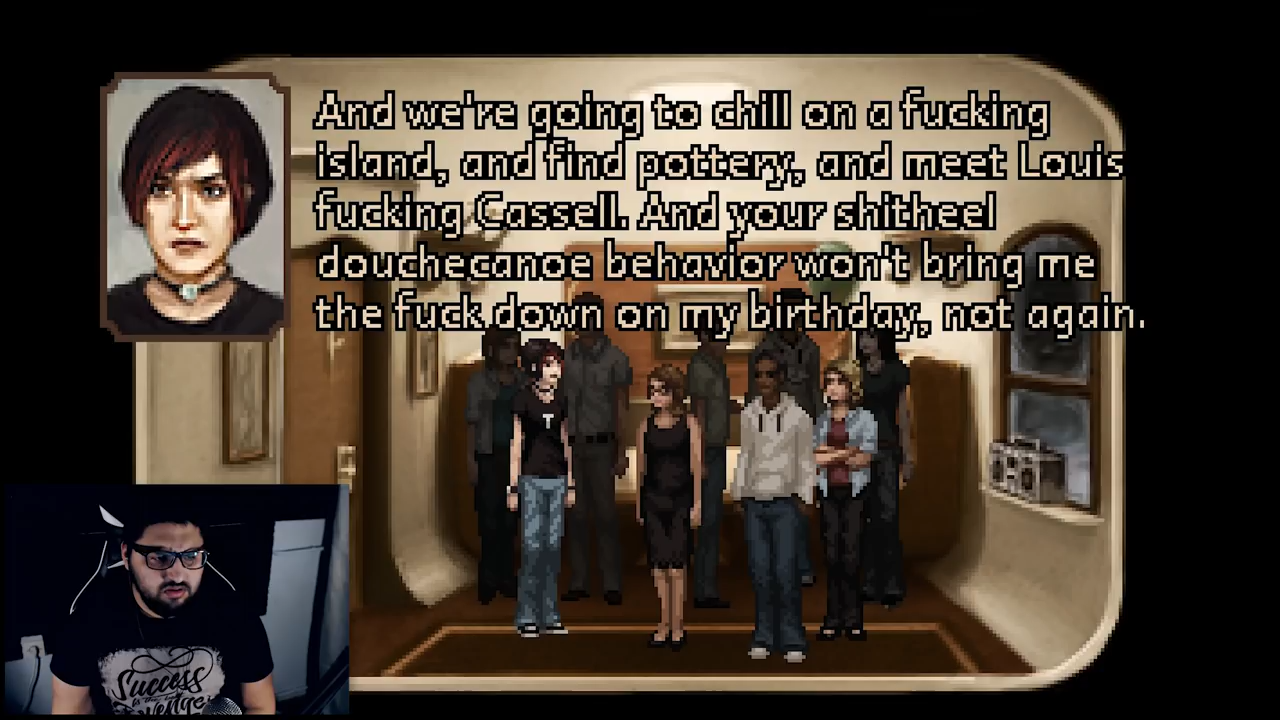 And we're going to chill on a fucking
island, and find pottery, and meet Louis
fucking Cassell. And your shitheel
douchecanoe behavior won't bring me
the fuck down on my birthday, not again.
T
Success